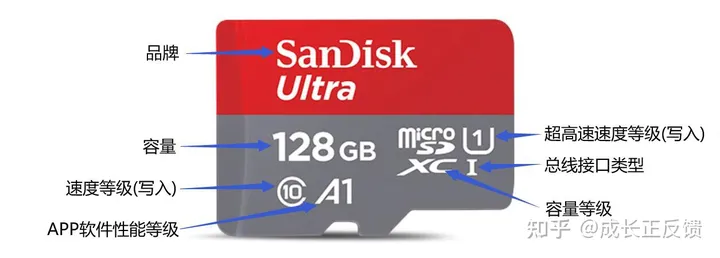 品牌
SanDisk
Ultra
容量
128GB
micro
SD
XC I
U1
超高速速度等级(写入)
总线接口类型
速度等级(写入)
10 A1
容量等级
APP软件性能等级
知乎 @成长正反馈